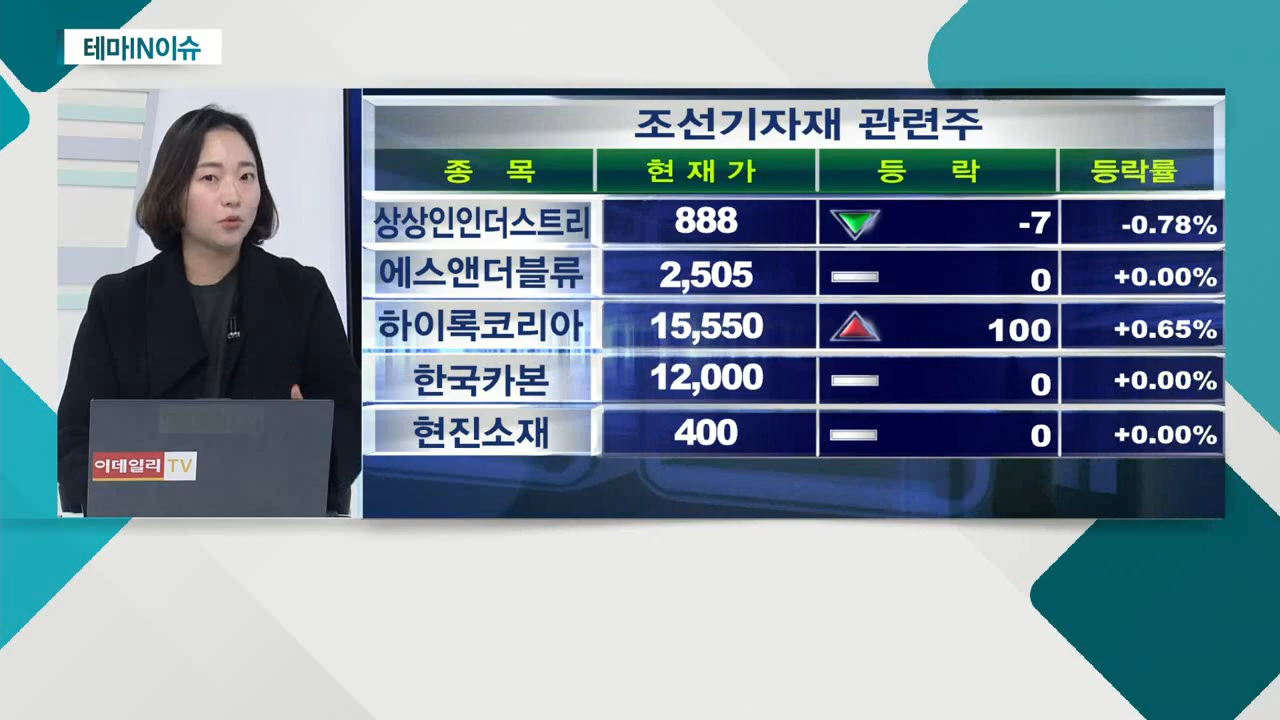 테마IN이슈
조선기자재 관련주
종 목 현재가 등 락 등락률
상상인인더스트리 888 -7 -0.78%
에스앤더블류 2,505 0 +0.00%
하이록코리아 15,550 100 +0.65%
한국카본 12,000 0 +0.00%
현진소재 400 0 +0.00%
이데일리 TV